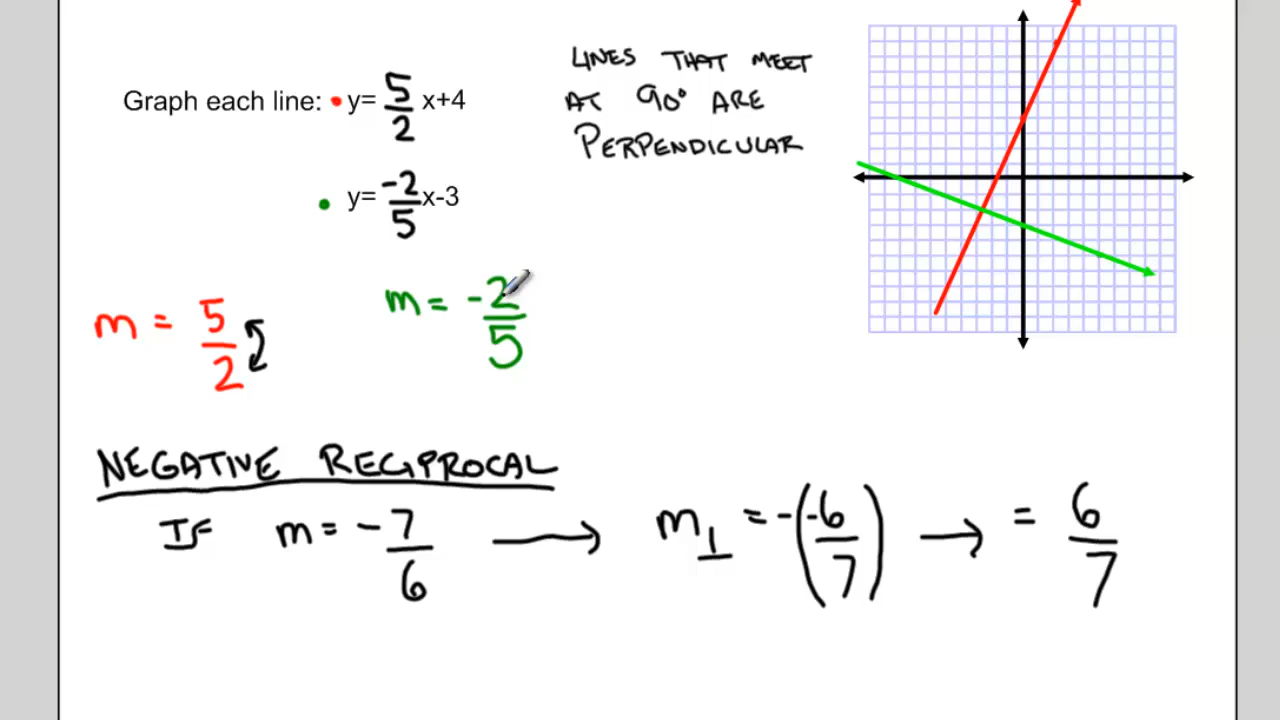 Graph each line: • y= 5/2 x+4
• y= -2/5 x-3
LINES THAT MEET
AT 90° ARE
PERPENDICULAR
m = 5/2
m = -2/5
NEGATIVE RECIPROCAL
IF m = -7/6 → m⊥ = -(-6/7) → = 6/7